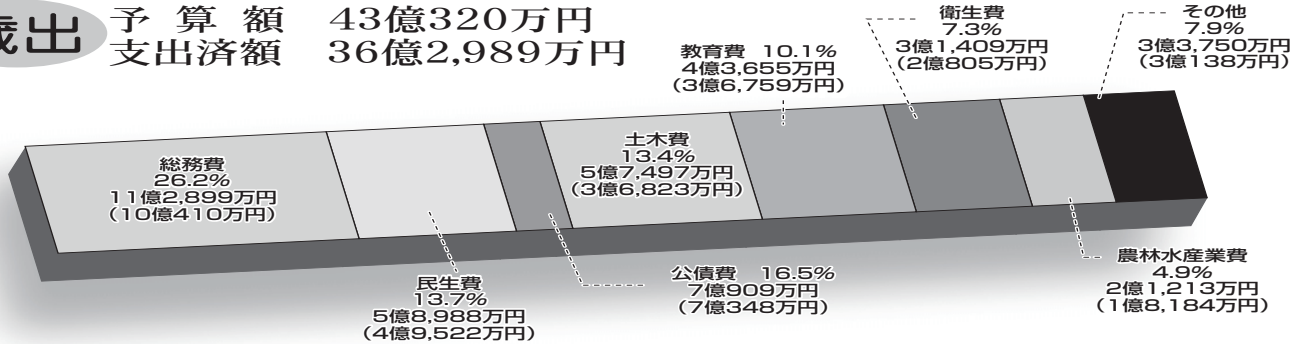 歳出
予算額　43億320万円
支出済額　36億2,989万円
総務費
26.2%
11億2,899万円
(10億410万円)
民生費
13.7%
5億8,988万円
(4億9,522万円)
公債費　16.5%
7億909万円
(7億348万円)
土木費
13.4%
5億7,497万円
(3億6,823万円)
教育費　10.1%
4億3,655万円
(3億6,759万円)
衛生費
7.3%
3億1,409万円
(2億805万円)
農林水産業費
4.9%
2億1,213万円
(1億8,184万円)
その他
7.9%
3億3,750万円
(3億138万円)